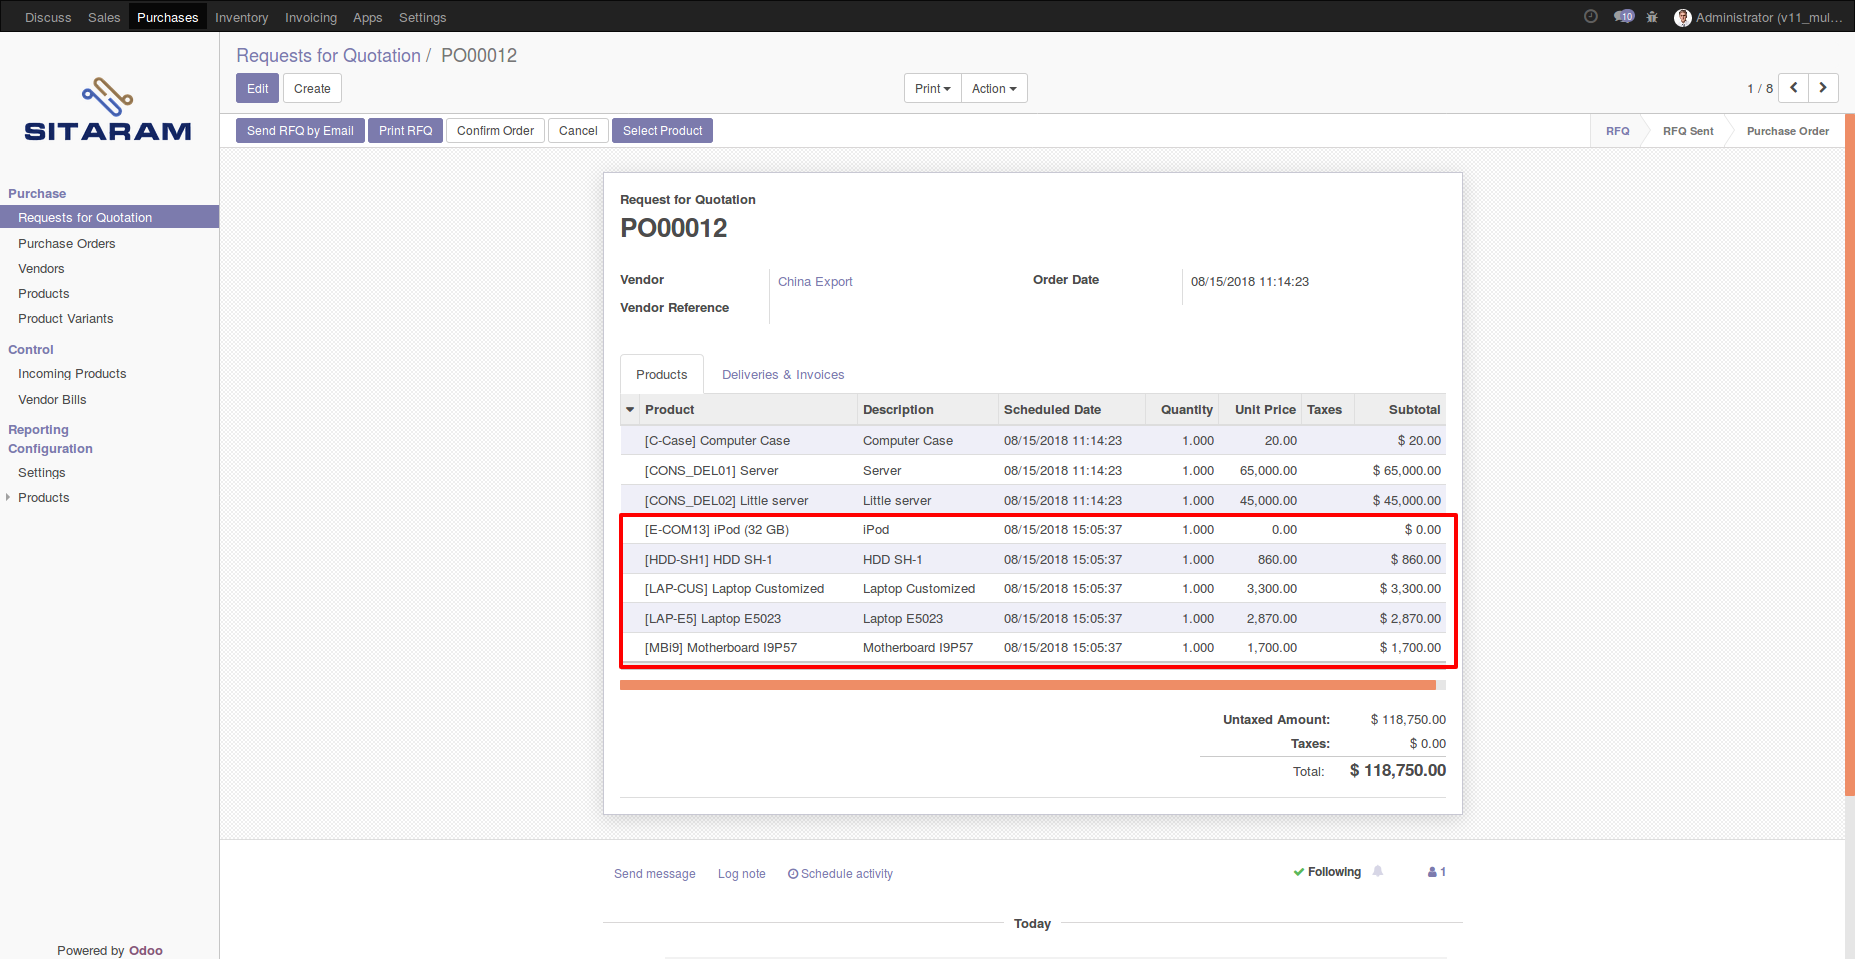 Discuss Sales Purchases Inventory Invoicing Apps Settings 10 Administrator (v11_mul...
Requests for Quotation / PO00012
Edit Create Print Action 1 / 8
Send RFQ by Email Print RFQ Confirm Order Cancel Select Product RFQ RFQ Sent Purchase Order
SITARAM
Purchase
Requests for Quotation
Purchase Orders
Vendors
Products
Product Variants
Control
Incoming Products
Vendor Bills
Reporting
Configuration
Settings
Products
Powered by Odoo
Request for Quotation
PO00012
Vendor China Export Order Date 08/15/2018 11:14:23
Vendor Reference
Products Deliveries & Invoices
Product Description Scheduled Date Quantity Unit Price Taxes Subtotal
[C-Case] Computer Case Computer Case 08/15/2018 11:14:23 1.000 20.00 $ 20.00
[CONS_DEL01] Server Server 08/15/2018 11:14:23 1.000 65,000.00 $ 65,000.00
[CONS_DEL02] Little server Little server 08/15/2018 11:14:23 1.000 45,000.00 $ 45,000.00
[E-COM13] iPod (32 GB) iPod 08/15/2018 15:05:37 1.000 0.00 $ 0.00
[HDD-SH1] HDD SH-1 HDD SH-1 08/15/2018 15:05:37 1.000 860.00 $ 860.00
[LAP-CUS] Laptop Customized Laptop Customized 08/15/2018 15:05:37 1.000 3,300.00 $ 3,300.00
[LAP-E5] Laptop E5023 Laptop E5023 08/15/2018 15:05:37 1.000 2,870.00 $ 2,870.00
[MBi9] Motherboard I9P57 Motherboard I9P57 08/15/2018 15:05:37 1.000 1,700.00 $ 1,700.00
Untaxed Amount: $ 118,750.00
Taxes: $ 0.00
Total: $ 118,750.00
Send message Log note Schedule activity Following 1
Today